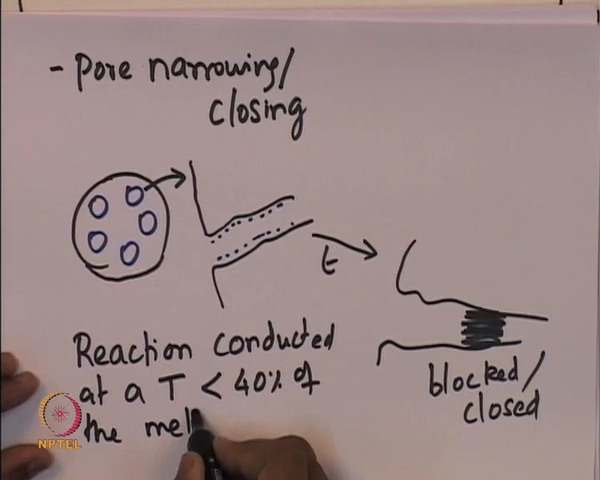 - Pore narrowing/
closing
t
blocked/
closed
Reaction conducted
at a T < 40% of
the mel
NPTEL